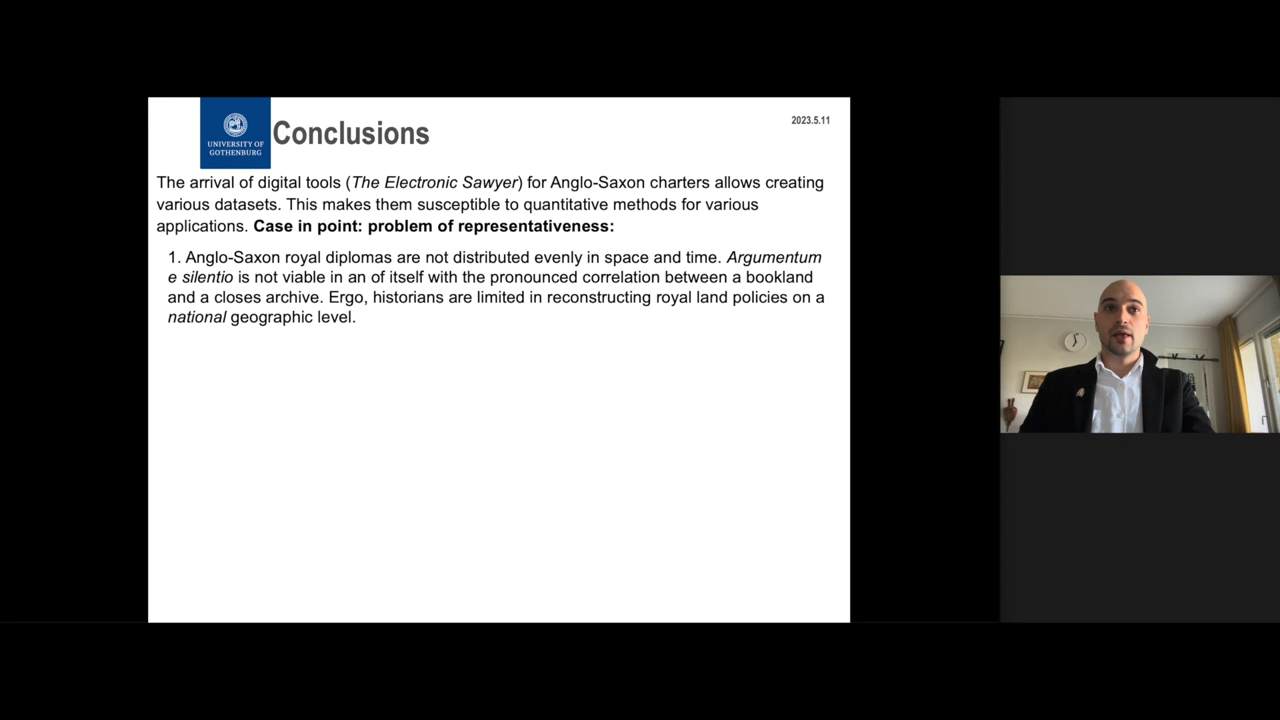 UNIVERSITY OF
GOTHENBURG
Conclusions
2023.5.11
The arrival of digital tools (The Electronic Sawyer) for Anglo-Saxon charters allows creating
various datasets. This makes them susceptible to quantitative methods for various
applications. Case in point: problem of representativeness:
1. Anglo-Saxon royal diplomas are not distributed evenly in space and time. Argumentum
e silentio is not viable in an of itself with the pronounced correlation between a bookland
and a closes archive. Ergo, historians are limited in reconstructing royal land policies on a
national geographic level.